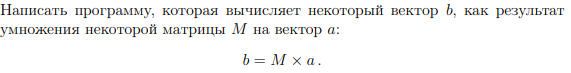 Написать программу, которая вычисляет некоторый вектор b, как результат
умножения некоторой матрицы M на вектор a:
b = M × a .